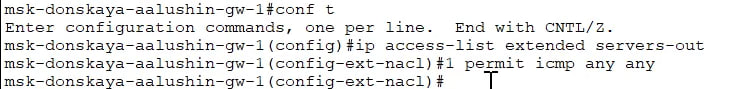 msk-donskaya-aalushin-gw-1#conf t
Enter configuration commands, one per line.  End with CNTL/Z.
msk-donskaya-aalushin-gw-1(config)#ip access-list extended servers-out
msk-donskaya-aalushin-gw-1(config-ext-nacl)#1 permit icmp any any
msk-donskaya-aalushin-gw-1(config-ext-nacl)#